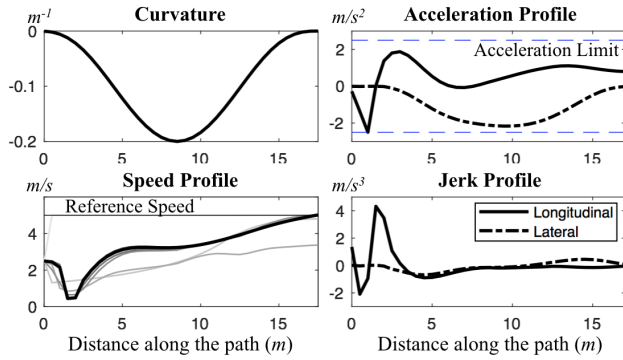 Curvature
m⁻¹
0
-0.1
-0.2
0 5 10 15
Acceleration Profile
m/s²
2
0
-2
Acceleration Limit
0 5 10 15
Speed Profile
m/s
Reference Speed
4
2
0
0 5 10 15
Distance along the path (m)
Jerk Profile
m/s³
4
2
0
-2
Longitudinal
Lateral
0 5 10 15
Distance along the path (m)